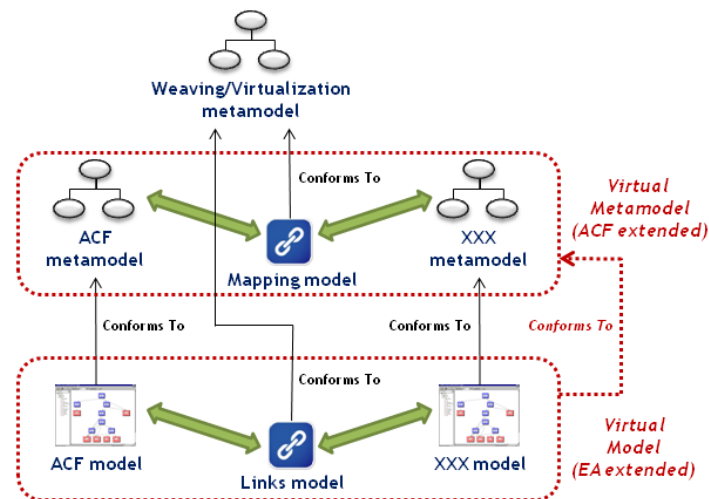 Weaving/Virtualization
metamodel
Conforms To
ACF
metamodel
Mapping model
XXX
metamodel
Virtual
Metamodel
(ACF extended)
Conforms To
Conforms To
Conforms To
Conforms To
ACF model
Links model
XXX model
Virtual
Model
(EA extended)